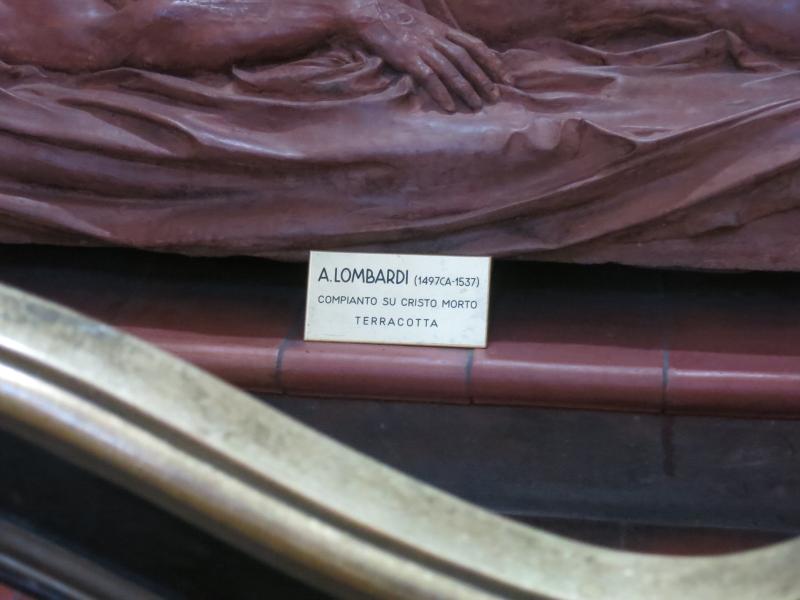 A. LOMBARDI (1497CA-1537)
COMPIANTO SU CRISTO MORTO
TERRACOTTA